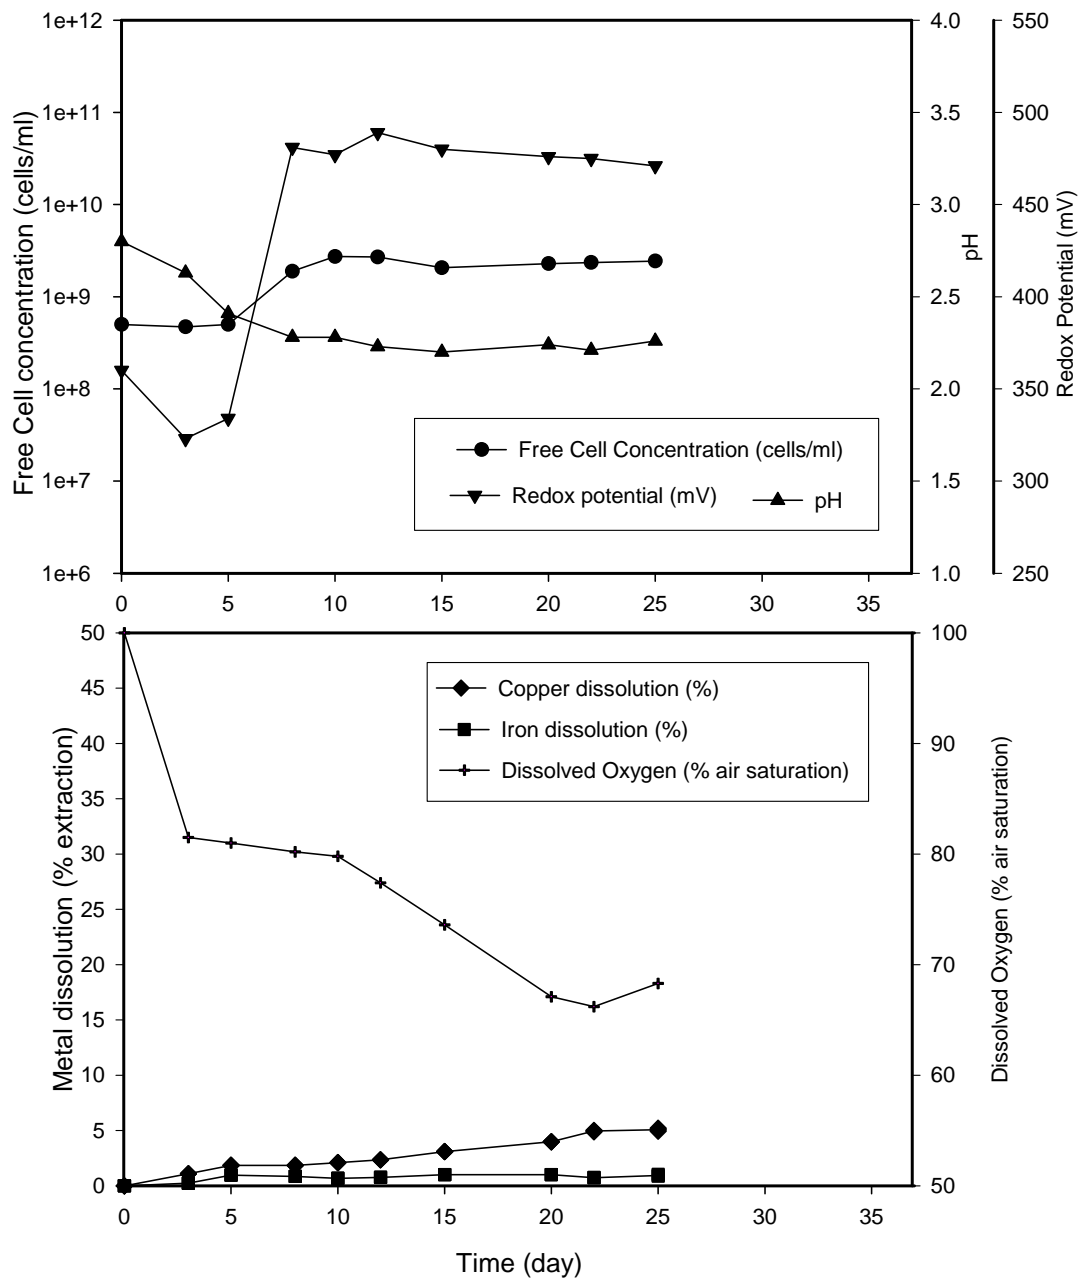 Free Cell concentration (cells/ml)
1e+12
1e+11
1e+10
1e+9
1e+8
1e+7
1e+6
4.0
3.5
3.0
2.5
2.0
1.5
1.0
pH
550
500
450
400
350
300
250
Redox Potential (mV)
Free Cell Concentration (cells/ml)
Redox potential (mV) pH
0 5 10 15 20 25 30 35
Metal dissolution (% extraction)
50
45
40
35
30
25
20
15
10
5
0
100
90
80
70
60
50
Dissolved Oxygen (% air saturation)
Copper dissolution (%)
Iron dissolution (%)
Dissolved Oxygen (% air saturation)
0 5 10 15 20 25 30 35
Time (day)